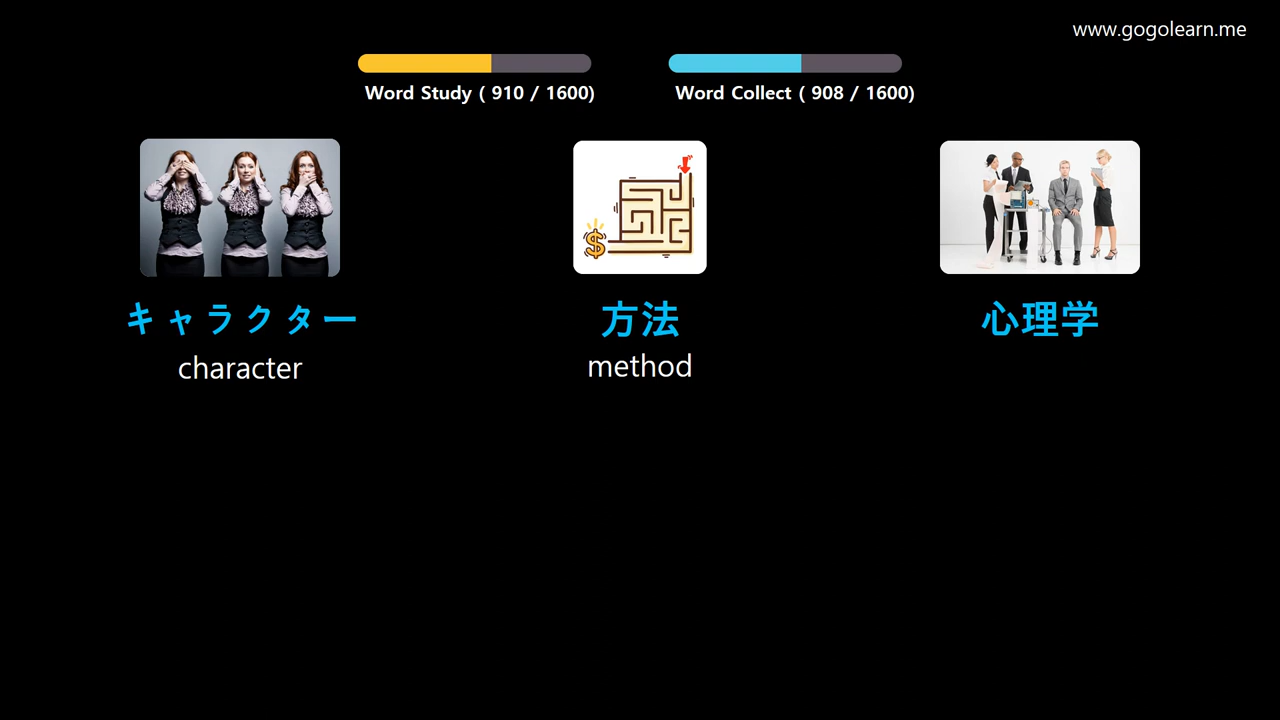 www.gogolearn.me
Word Study ( 910 / 1600)
Word Collect ( 908 / 1600)
キャラクター
character
方法
method
心理学
$